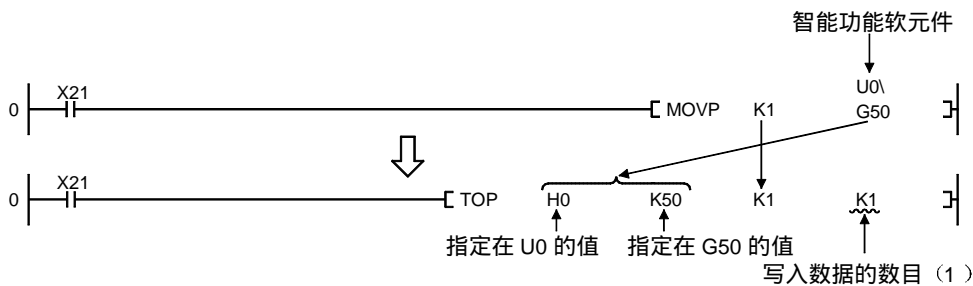 智能功能软元件
X21
U0\
0 MOVP K1 G50
X21
0 TOP H0 K50 K1 K1
指定在 U0 的值 指定在 G50 的值
写入数据的数目（1 ）